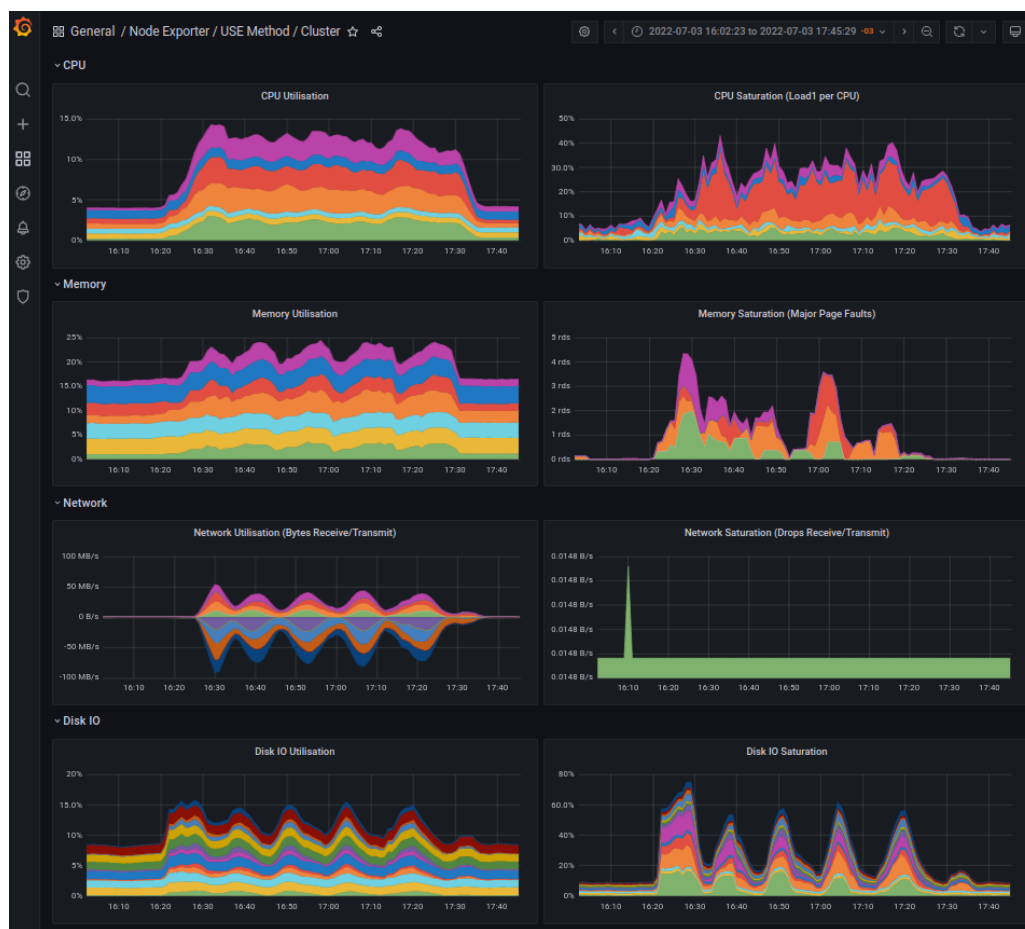 General / Node Exporter / USE Method / Cluster
2022-07-03 16:02:23 to 2022-07-03 17:45:29 -03
CPU
CPU Utilisation
15.0%
10%
5%
0%
16:10 16:20 16:30 16:40 16:50 17:00 17:10 17:20 17:30 17:40
CPU Saturation (Load1 per CPU)
50%
40%
30.0%
20%
10%
0%
16:10 16:20 16:30 16:40 16:50 17:00 17:10 17:20 17:30 17:40
Memory
Memory Utilisation
25%
20%
15.0%
10%
5%
0%
16:10 16:20 16:30 16:40 16:50 17:00 17:10 17:20 17:30 17:40
Memory Saturation (Major Page Faults)
5 rds
4 rds
3 rds
2 rds
1 rds
0 rds
16:10 16:20 16:30 16:40 16:50 17:00 17:10 17:20 17:30 17:40
Network
Network Utilisation (Bytes Receive/Transmit)
100 MB/s
50 MB/s
0 B/s
-50 MB/s
-100 MB/s
16:10 16:20 16:30 16:40 16:50 17:00 17:10 17:20 17:30 17:40
Network Saturation (Drops Receive/Transmit)
0.0148 B/s
0.0148 B/s
0.0148 B/s
0.0148 B/s
0.0148 B/s
0.0148 B/s
16:10 16:20 16:30 16:40 16:50 17:00 17:10 17:20 17:30 17:40
Disk IO
Disk IO Utilisation
20%
15.0%
10%
5%
0%
16:10 16:20 16:30 16:40 16:50 17:00 17:10 17:20 17:30 17:40
Disk IO Saturation
80%
60.0%
40%
20%
0%
16:10 16:20 16:30 16:40 16:50 17:00 17:10 17:20 17:30 17:40